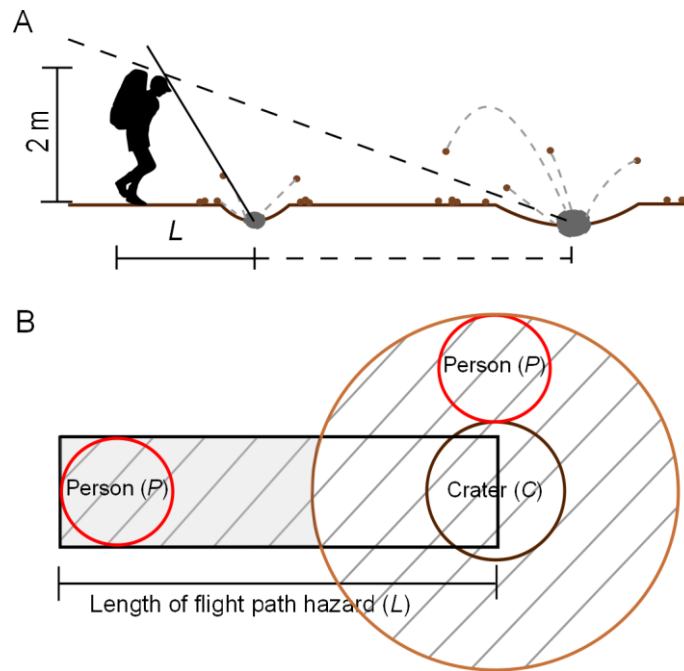 A
2 m
L
B
Person (P)
Person (P)
Crater (C)
Length of flight path hazard (L)